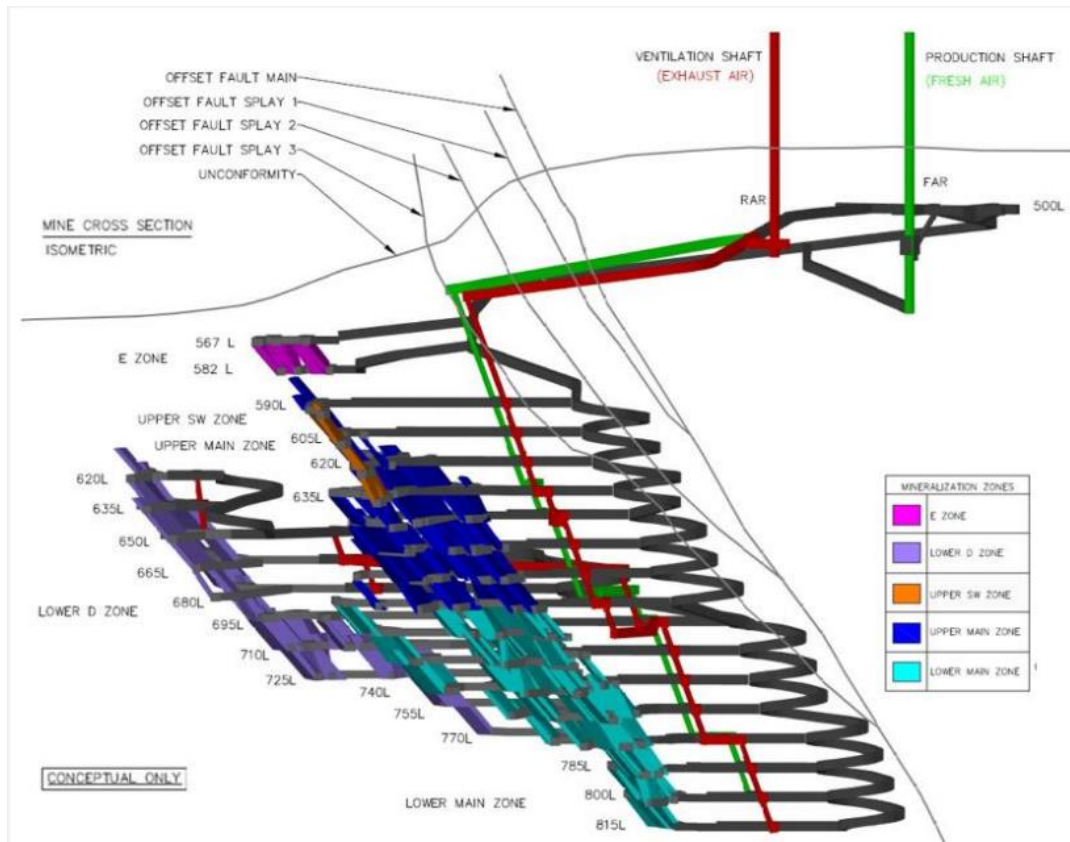 VENTILATION SHAFT
(EXHAUST AIR)
PRODUCTION SHAFT
(FRESH AIR)
OFFSET FAULT MAIN
OFFSET FAULT SPLAY 1
OFFSET FAULT SPLAY 2
OFFSET FAULT SPLAY 3
UNCONFORMITY
MINE CROSS SECTION
ISOMETRIC
RAR
FAR
500L
E ZONE
567 L
582 L
590L
UPPER SW ZONE
605L
UPPER MAIN ZONE
620L
635L
620L
635L
650L
665L
680L
LOWER D ZONE
695L
710L
725L
740L
755L
770L
785L
800L
815L
LOWER MAIN ZONE
CONCEPTUAL ONLY
MINERALIZATION ZONES
E ZONE
LOWER D ZONE
UPPER SW ZONE
UPPER MAIN ZONE
LOWER MAIN ZONE